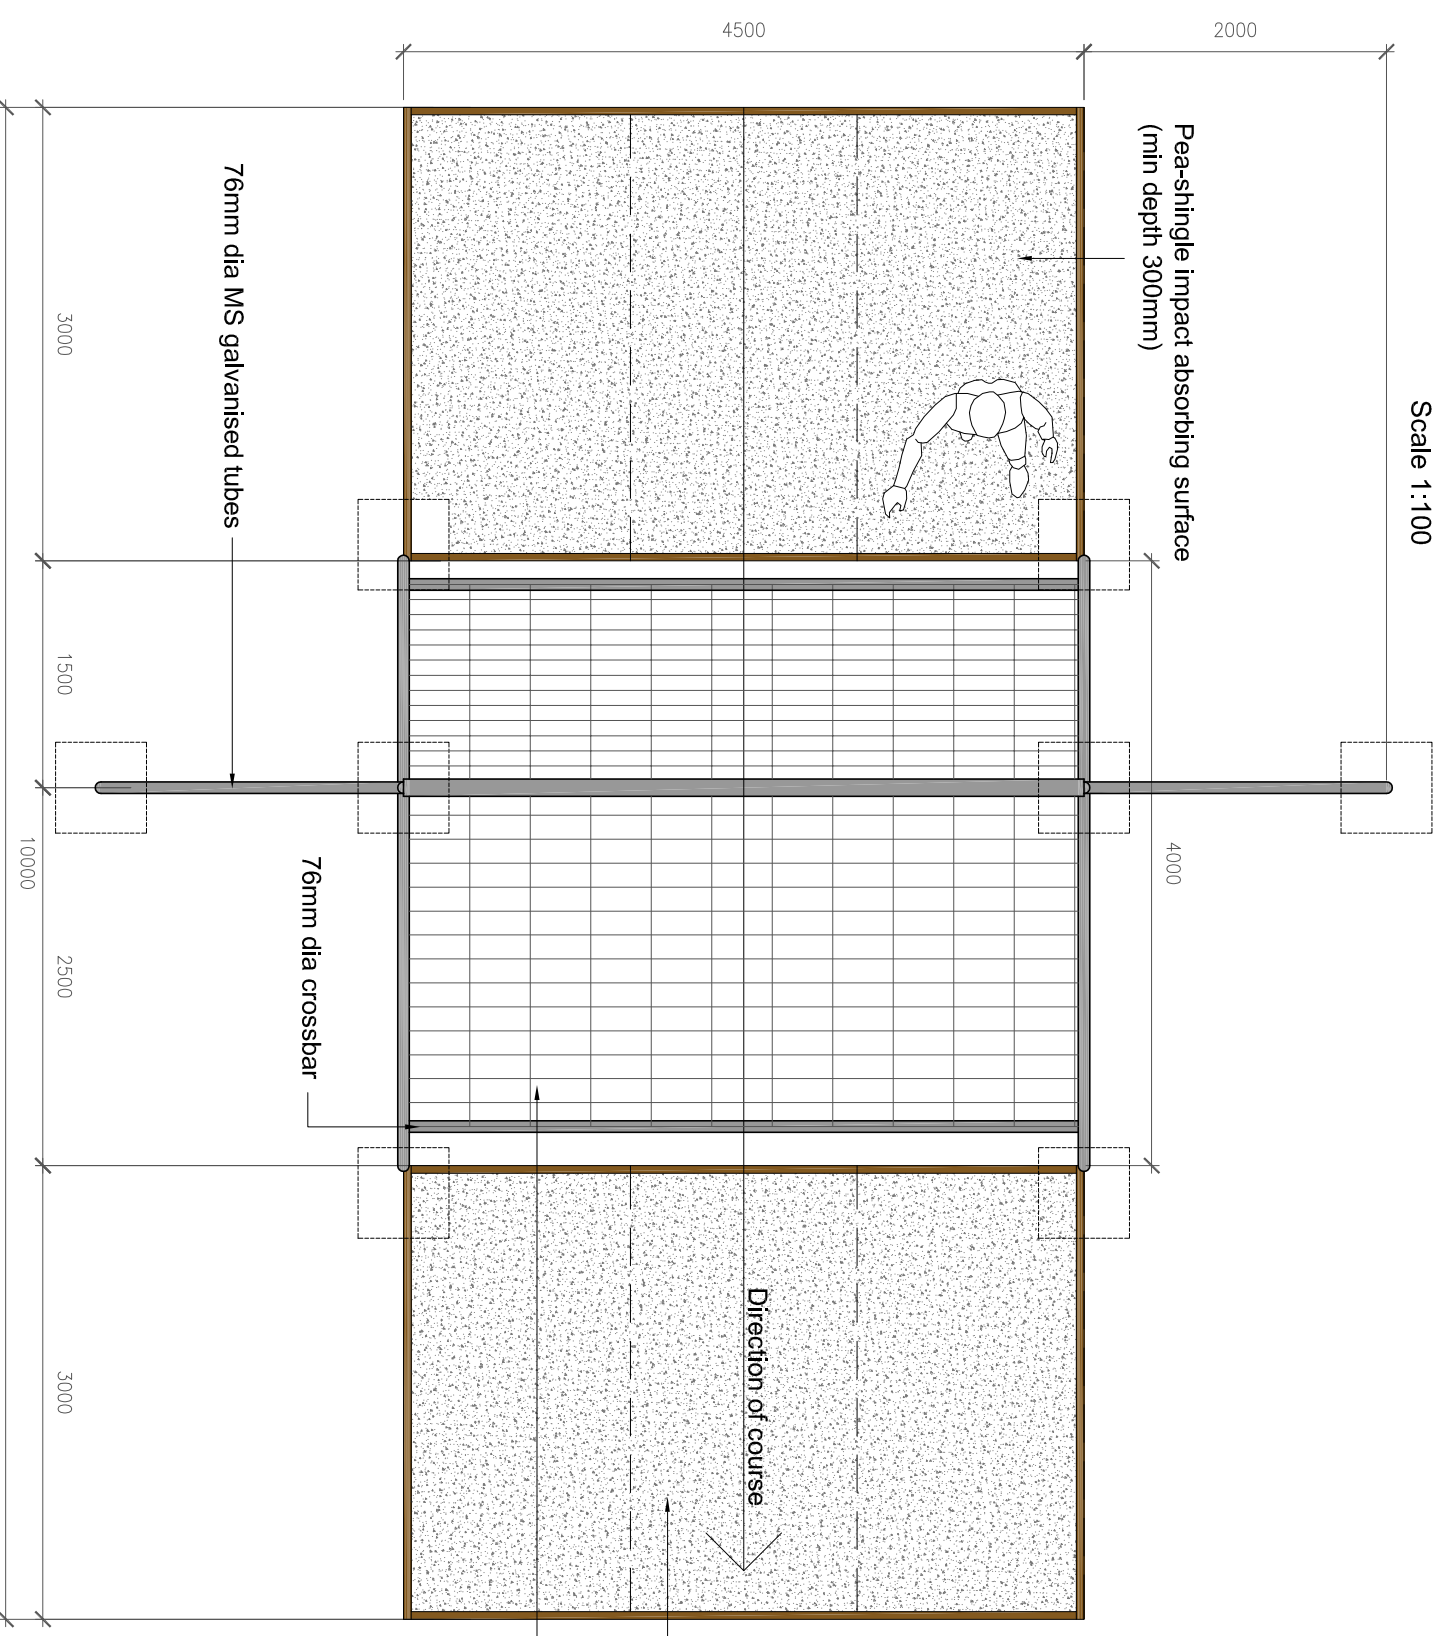 4500
2000
Scale 1:100
Pea-shingle impact absorbing surface
(min depth 300mm)
76mm dia MS galvanised tubes
3000
1500
4000
10000
76mm dia crossbar
2500
Direction of course
3000